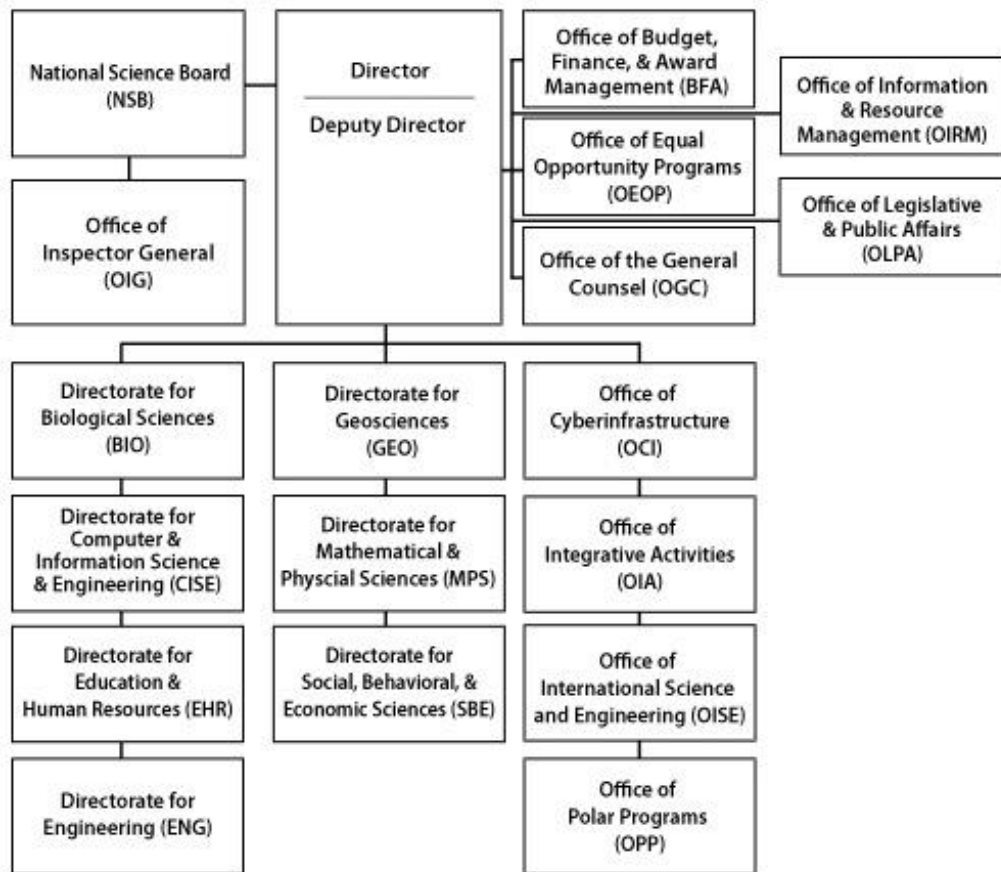 National Science Board
(NSB)
Director
Deputy Director
Office of Budget,
Finance, & Award
Management (BFA)
Office of Information
& Resource
Management (OIRM)
Office of Equal
Opportunity Programs
(OEOP)
Office of Legislative
& Public Affairs
(OLPA)
Office of
Inspector General
(OIG)
Office of the General
Counsel (OGC)
Directorate for
Biological Sciences
(BIO)
Directorate for
Geosciences
(GEO)
Office of
Cyberinfrastructure
(OCI)
Directorate for
Computer &
Information Science
& Engineering (CISE)
Directorate for
Mathematical &
Physcial Sciences (MPS)
Office of
Integrative Activities
(OIA)
Directorate for
Education &
Human Resources (EHR)
Directorate for
Social, Behavioral, &
Economic Sciences (SBE)
Office of
International Science
and Engineering (OISE)
Directorate for
Engineering (ENG)
Office of
Polar Programs
(OPP)